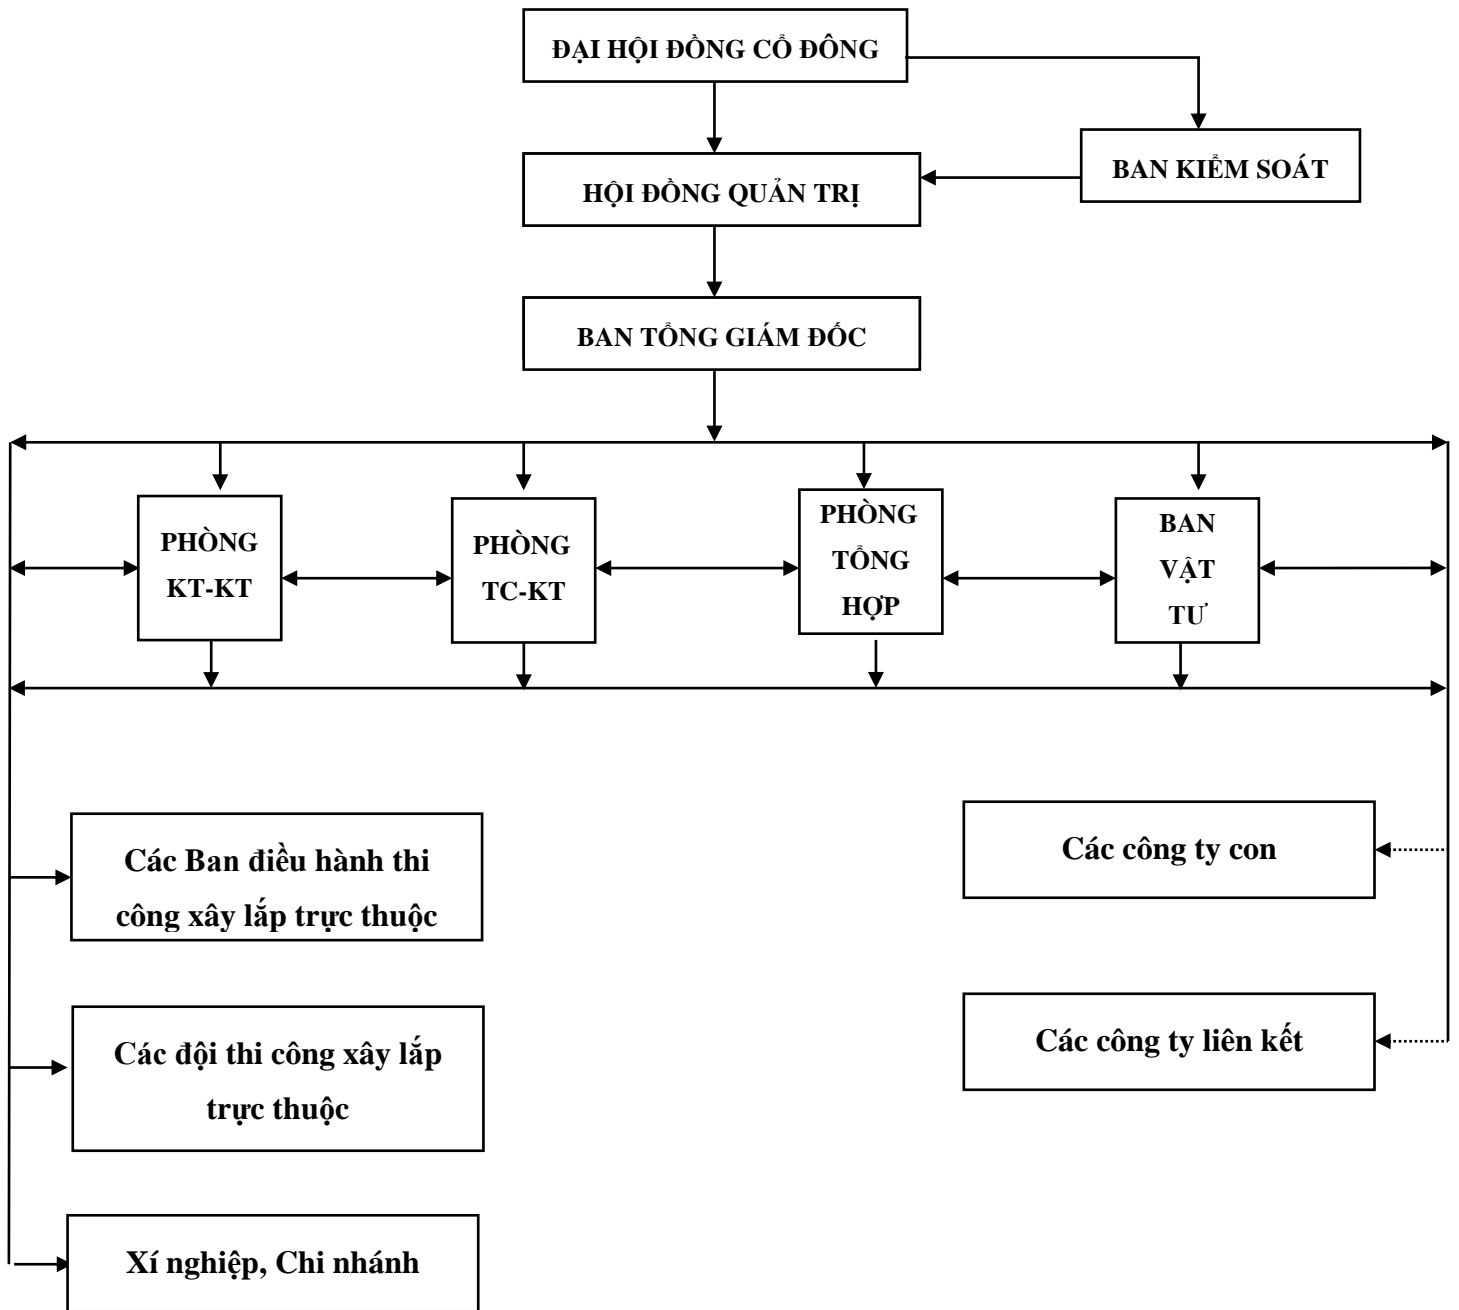 ĐẠI HỘI ĐỒNG CỔ ĐÔNG
BAN KIỂM SOÁT
HỘI ĐỒNG QUẢN TRỊ
BAN TỔNG GIÁM ĐỐC
PHÒNG
KT-KT
PHÒNG
TC-KT
PHÒNG
TỔNG
HỢP
BAN
VẬT
TƯ
Các Ban điều hành thi
công xây lắp trực thuộc
Các công ty con
Các đội thi công xây lắp
trực thuộc
Các công ty liên kết
Xí nghiệp, Chi nhánh